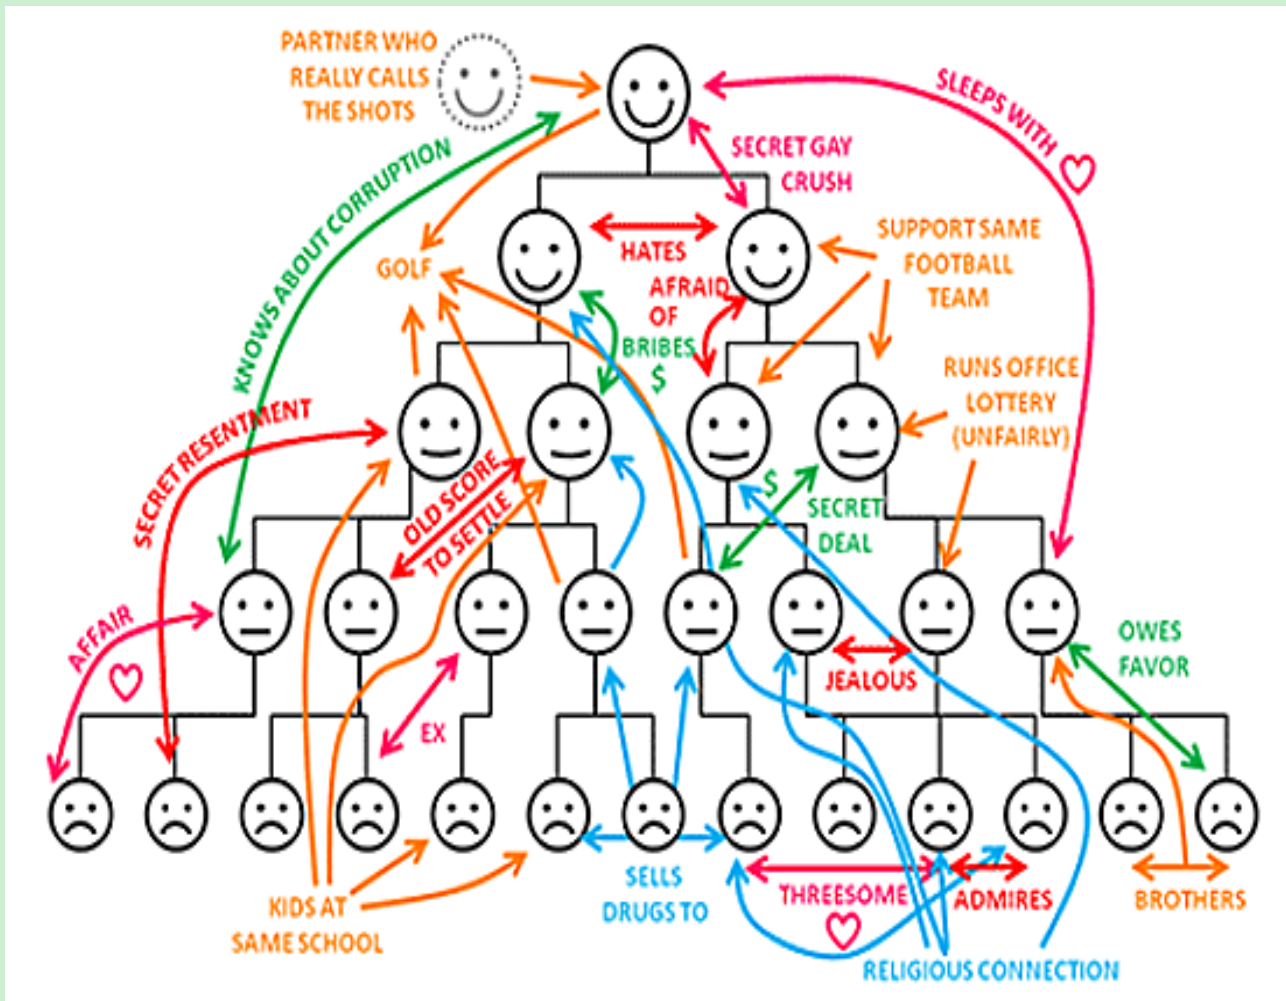 PARTNER WHO
REALLY CALLS
THE SHOTS
SLEEPS WITH
SECRET GAY
CRUSH
KNOWS ABOUT CORRUPTION
HATES
SUPPORT SAME
FOOTBALL
TEAM
GOLF
AFRAID
OF
BRIBES
$
RUNS OFFICE
LOTTERY
(UNFAIRLY)
SECRET RESENTMENT
OLD SCORE
TO SETTLE
$
SECRET
DEAL
AFFAIR
OWES
FAVOR
JEALOUS
EX
SELLS
DRUGS TO
THREESOME
ADMIRES
BROTHERS
KIDS AT
SAME SCHOOL
RELIGIOUS CONNECTION